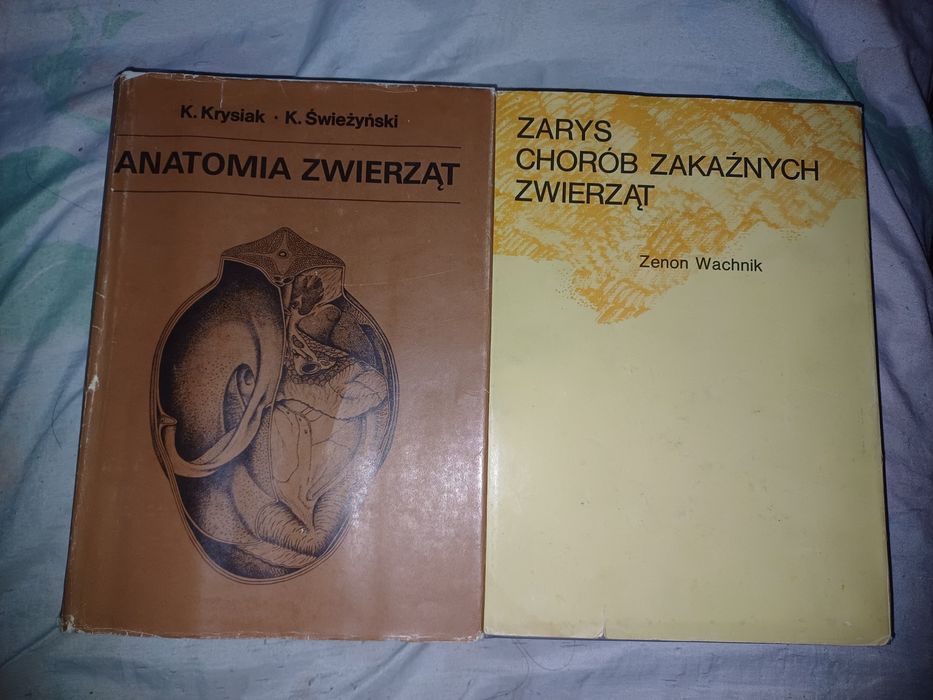 K. Krysiak · K. Świeżyński
ANATOMIA ZWIERZĄT
ZARYS
CHORÓB ZAKAŹNYCH
ZWIERZĄT
Zenon Wachnik